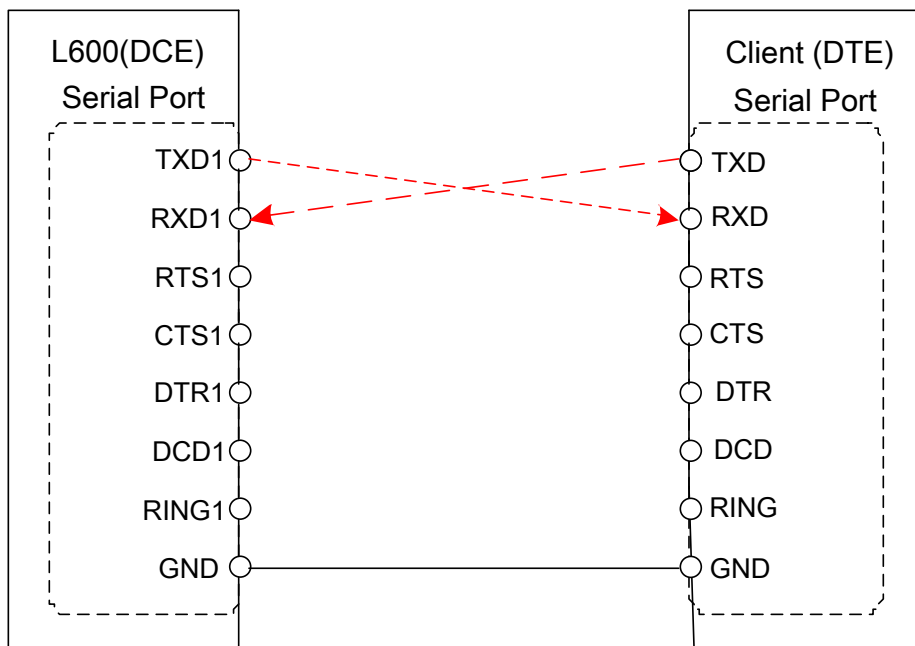 L600(DCE)
Serial Port
TXD1
RXD1
RTS1
CTS1
DTR1
DCD1
RING1
GND
Client (DTE)
Serial Port
TXD
RXD
RTS
CTS
DTR
DCD
RING
GND